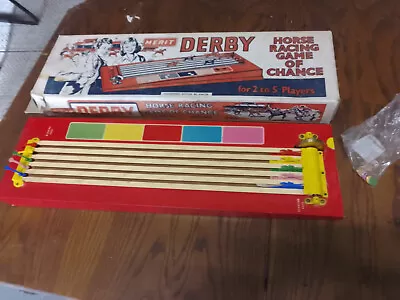 MERIT
DERBY
HORSE
RACING
GAME
OF
CHANCE
for 2 to 5 Players
DERBY
HORSE RACING
GAME OF CHANCE